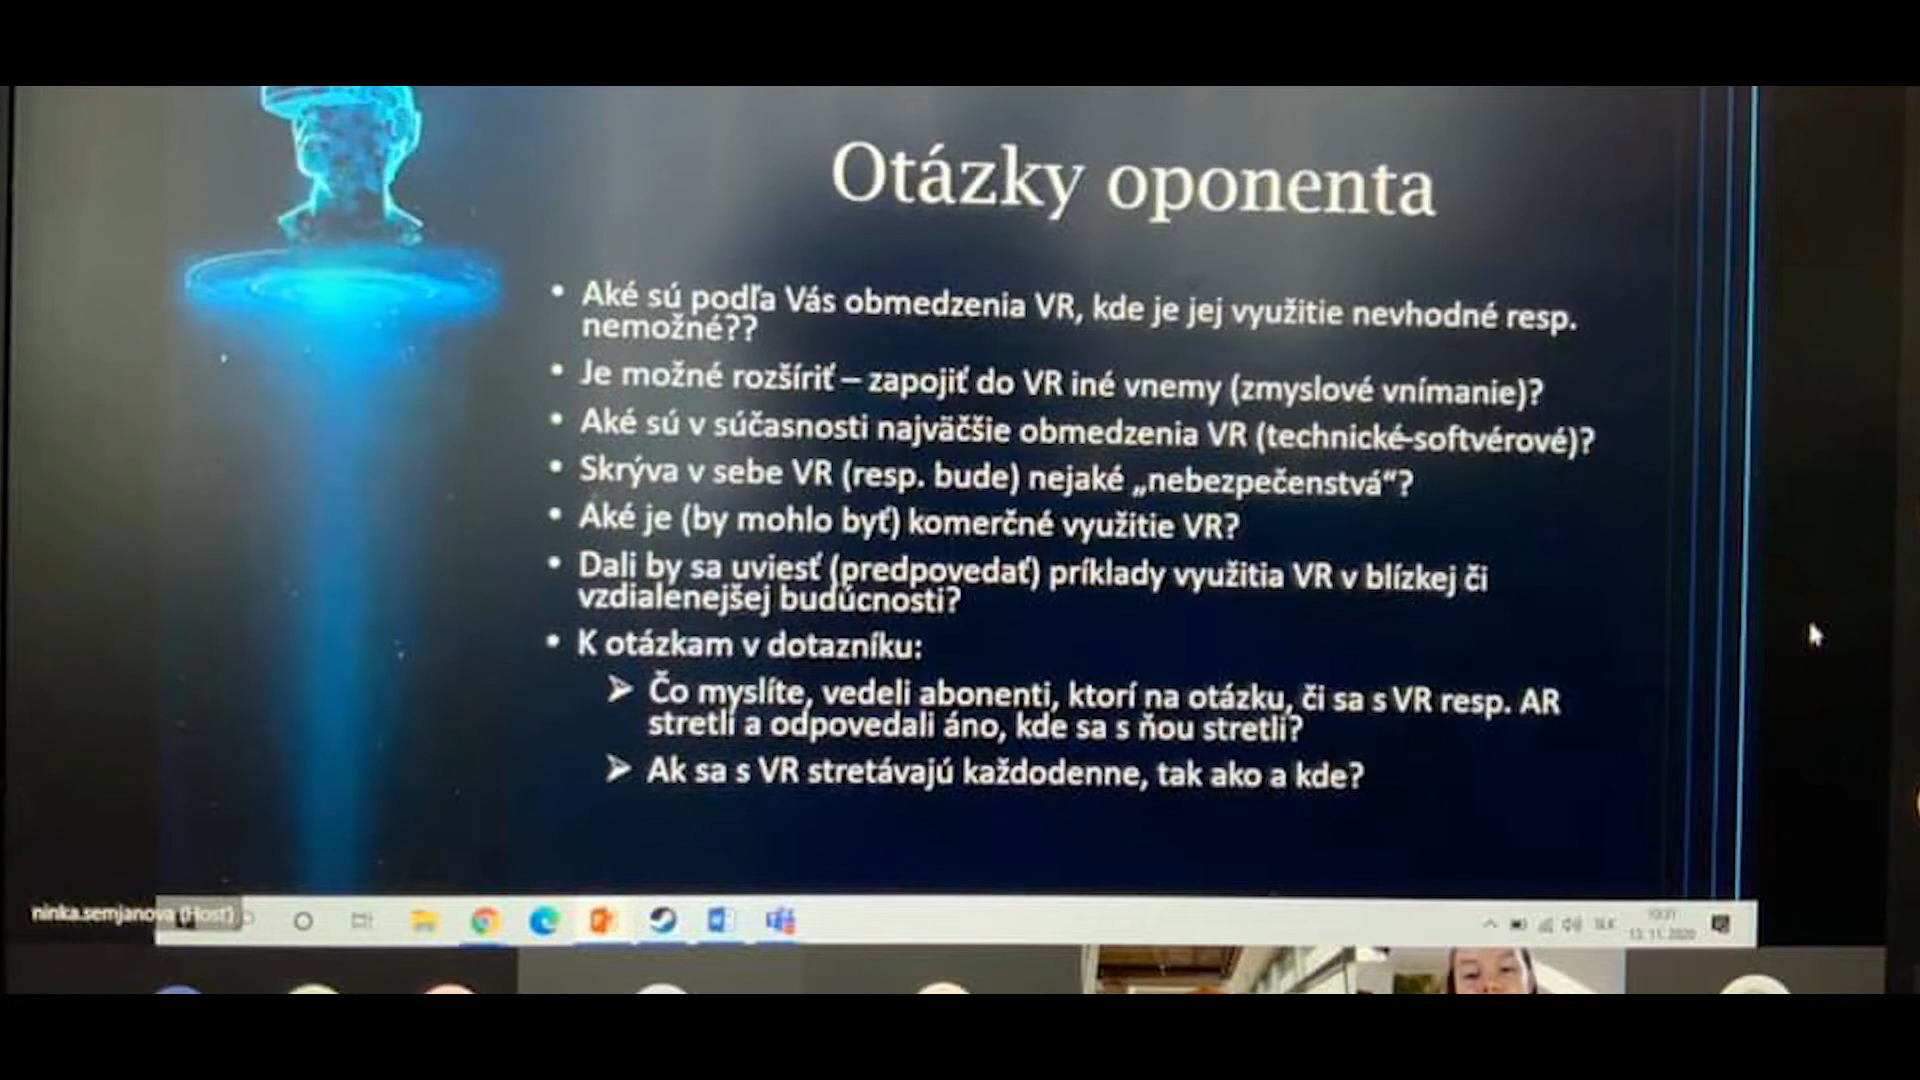 Otázky oponenta
• Aké sú podľa Vás obmedzenia VR, kde je jej využitie nevhodné resp.
nemožné??
• Je možné rozšíriť – zapojiť do VR iné vnemy (zmyslové vnímanie)?
• Aké sú v súčasnosti najväčšie obmedzenia VR (technické-softvérové)?
• Skrýva v sebe VR (resp. bude) nejaké „nebezpečenstvá“?
• Aké je (by mohlo byť) komerčné využitie VR?
• Dali by sa uviesť (predpovedať) príklady využitia VR v blízkej či
vzdialenejšej budúcnosti?
• K otázkam v dotazníku:
➢ Čo myslíte, vedeli abonenti, ktorí na otázku, či sa s VR resp. AR
stretli a odpovedali áno, kde sa s ňou stretli?
➢ Ak sa s VR stretávajú každodenne, tak ako a kde?
ninka.semjanova (Host)
SLK
13. 11. 2020